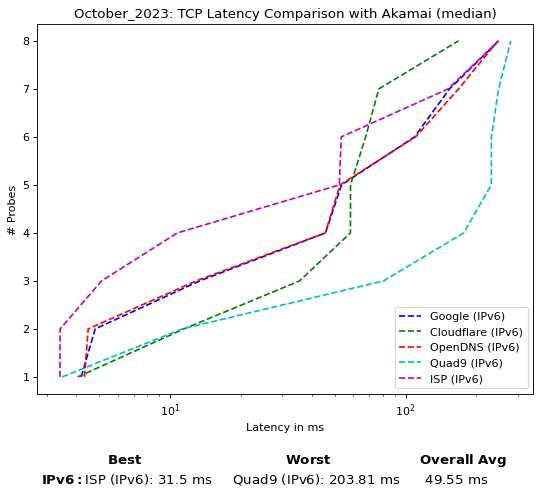 October_2023: TCP Latency Comparison with Akamai (median)
8
7
6
5
4
3
2
1
# Probes
10¹
10²
Latency in ms
Google (IPv6)
Cloudflare (IPv6)
OpenDNS (IPv6)
Quad9 (IPv6)
ISP (IPv6)
Best Worst Overall Avg
IPv6: ISP (IPv6): 31.5 ms Quad9 (IPv6): 203.81 ms 49.55 ms